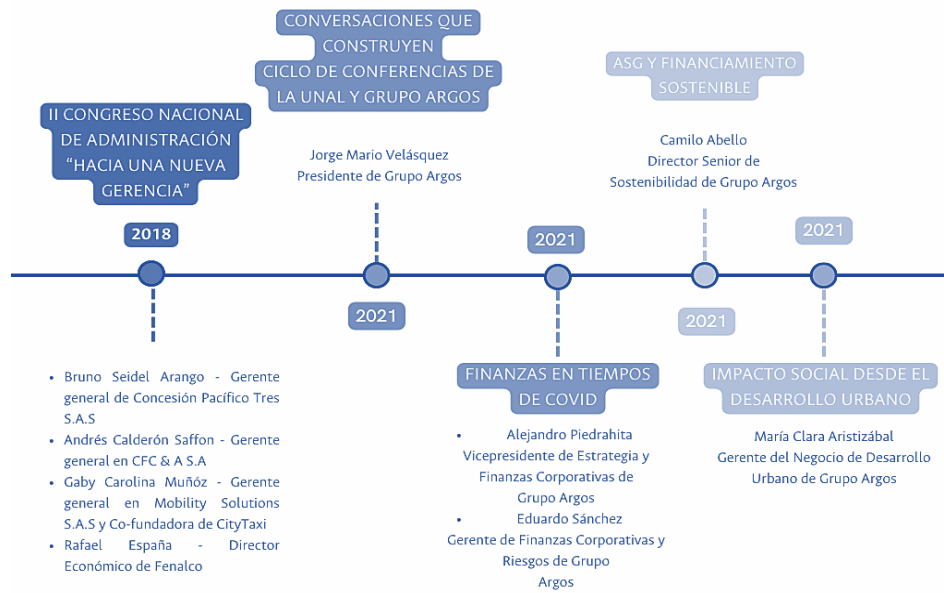 II CONGRESO NACIONAL
DE ADMINISTRACIÓN
“HACIA UNA NUEVA
GERENCIA”
2018
• Bruno Seidel Arango - Gerente
general de Concesión Pacífico Tres
S.A.S
• Andrés Calderón Saffon - Gerente
general en CFC & A S.A
• Gaby Carolina Muñóz - Gerente
general en Mobility Solutions
S.A.S y Co-fundadora de CityTaxi
• Rafael España - Director
Económico de Fenalco
CONVERSACIONES QUE
CONSTRUYEN
CICLO DE CONFERENCIAS DE
LA UNAL Y GRUPO ARGOS
Jorge Mario Velásquez
Presidente de Grupo Argos
2021
2021
FINANZAS EN TIEMPOS
DE COVID
• Alejandro Piedrahita
Vicepresidente de Estrategia y
Finanzas Corporativas de
Grupo Argos
• Eduardo Sánchez
Gerente de Finanzas Corporativas y
Riesgos de Grupo
Argos
ASG Y FINANCIAMIENTO
SOSTENIBLE
Camilo Abello
Director Senior de
Sostenibilidad de Grupo Argos
2021
2021
IMPACTO SOCIAL DESDE EL
DESARROLLO URBANO
María Clara Aristizábal
Gerente del Negocio de Desarrollo
Urbano de Grupo Argos